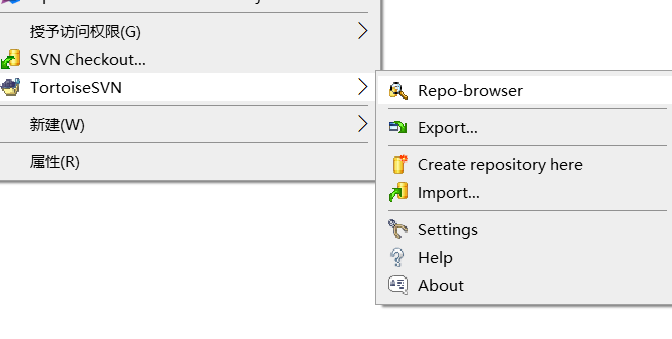 授予访问权限(G)
SVN Checkout...
TortoiseSVN
新建(W)
属性(R)
Repo-browser
Export...
Create repository here
Import...
Settings
Help
About